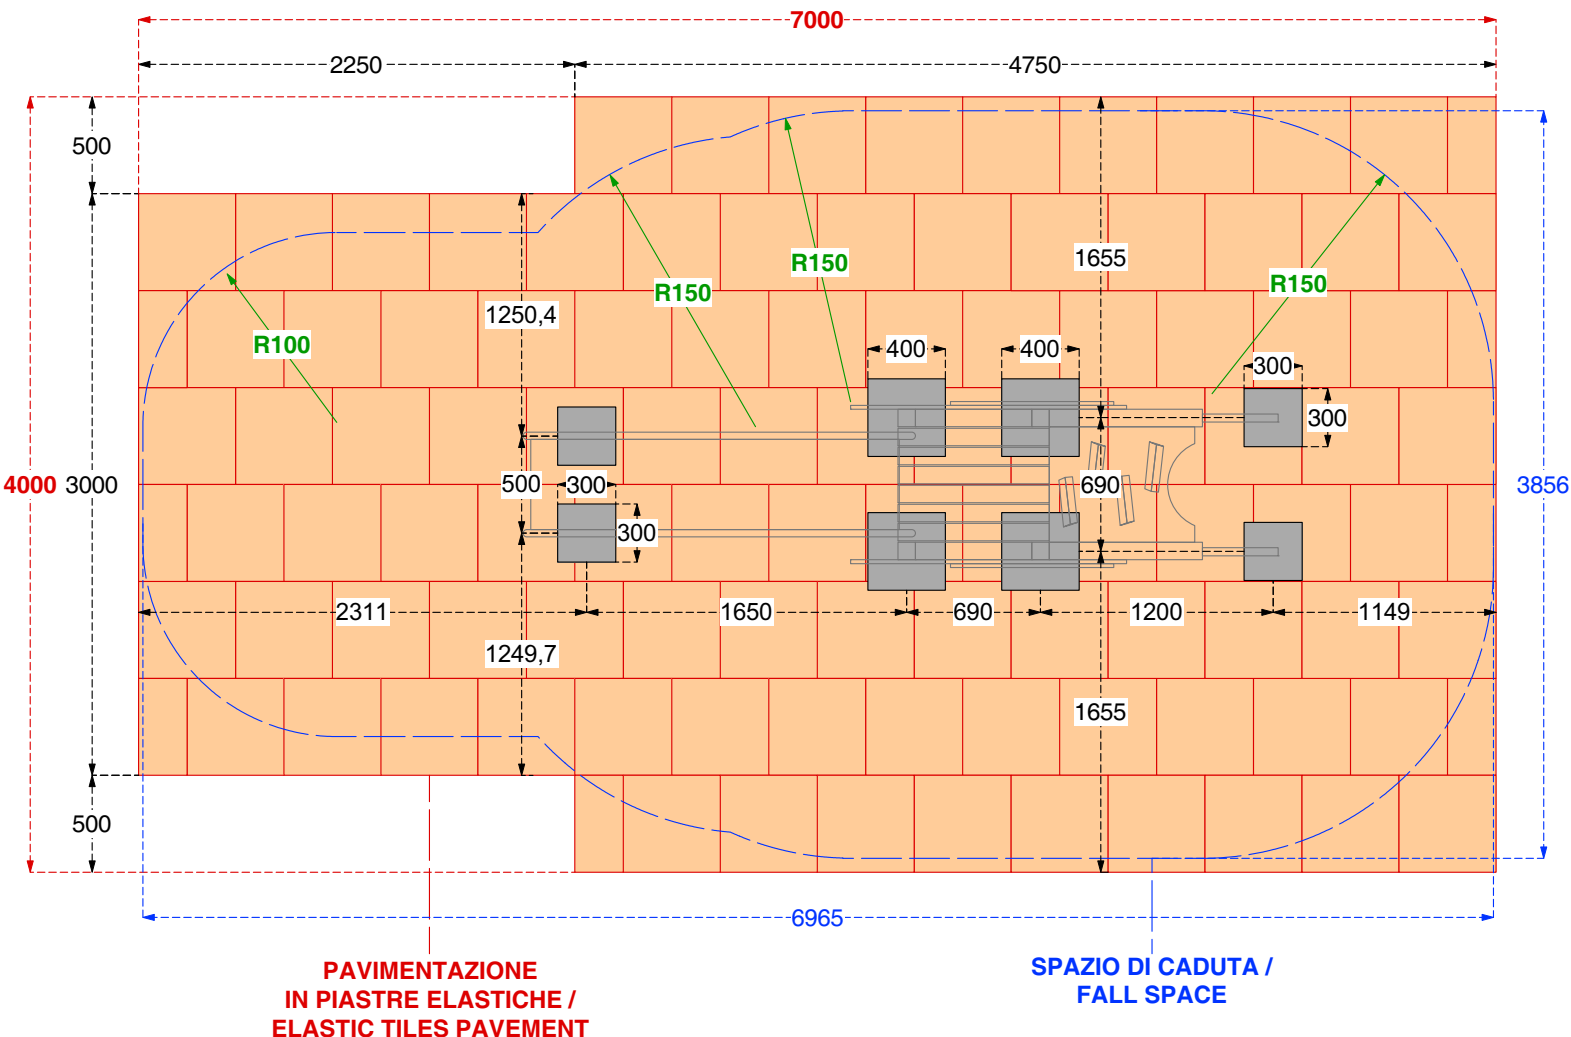 7000
2250
4750
500
1655
R150
R150
R150
1250,4
R100
400
400
300
300
4000
3000
500
300
690
3856
300
2311
1650
690
1200
1149
1249,7
1655
500
6965
PAVIMENTAZIONE
IN PIASTRE ELASTICHE /
ELASTIC TILES PAVEMENT
SPAZIO DI CADUTA /
FALL SPACE